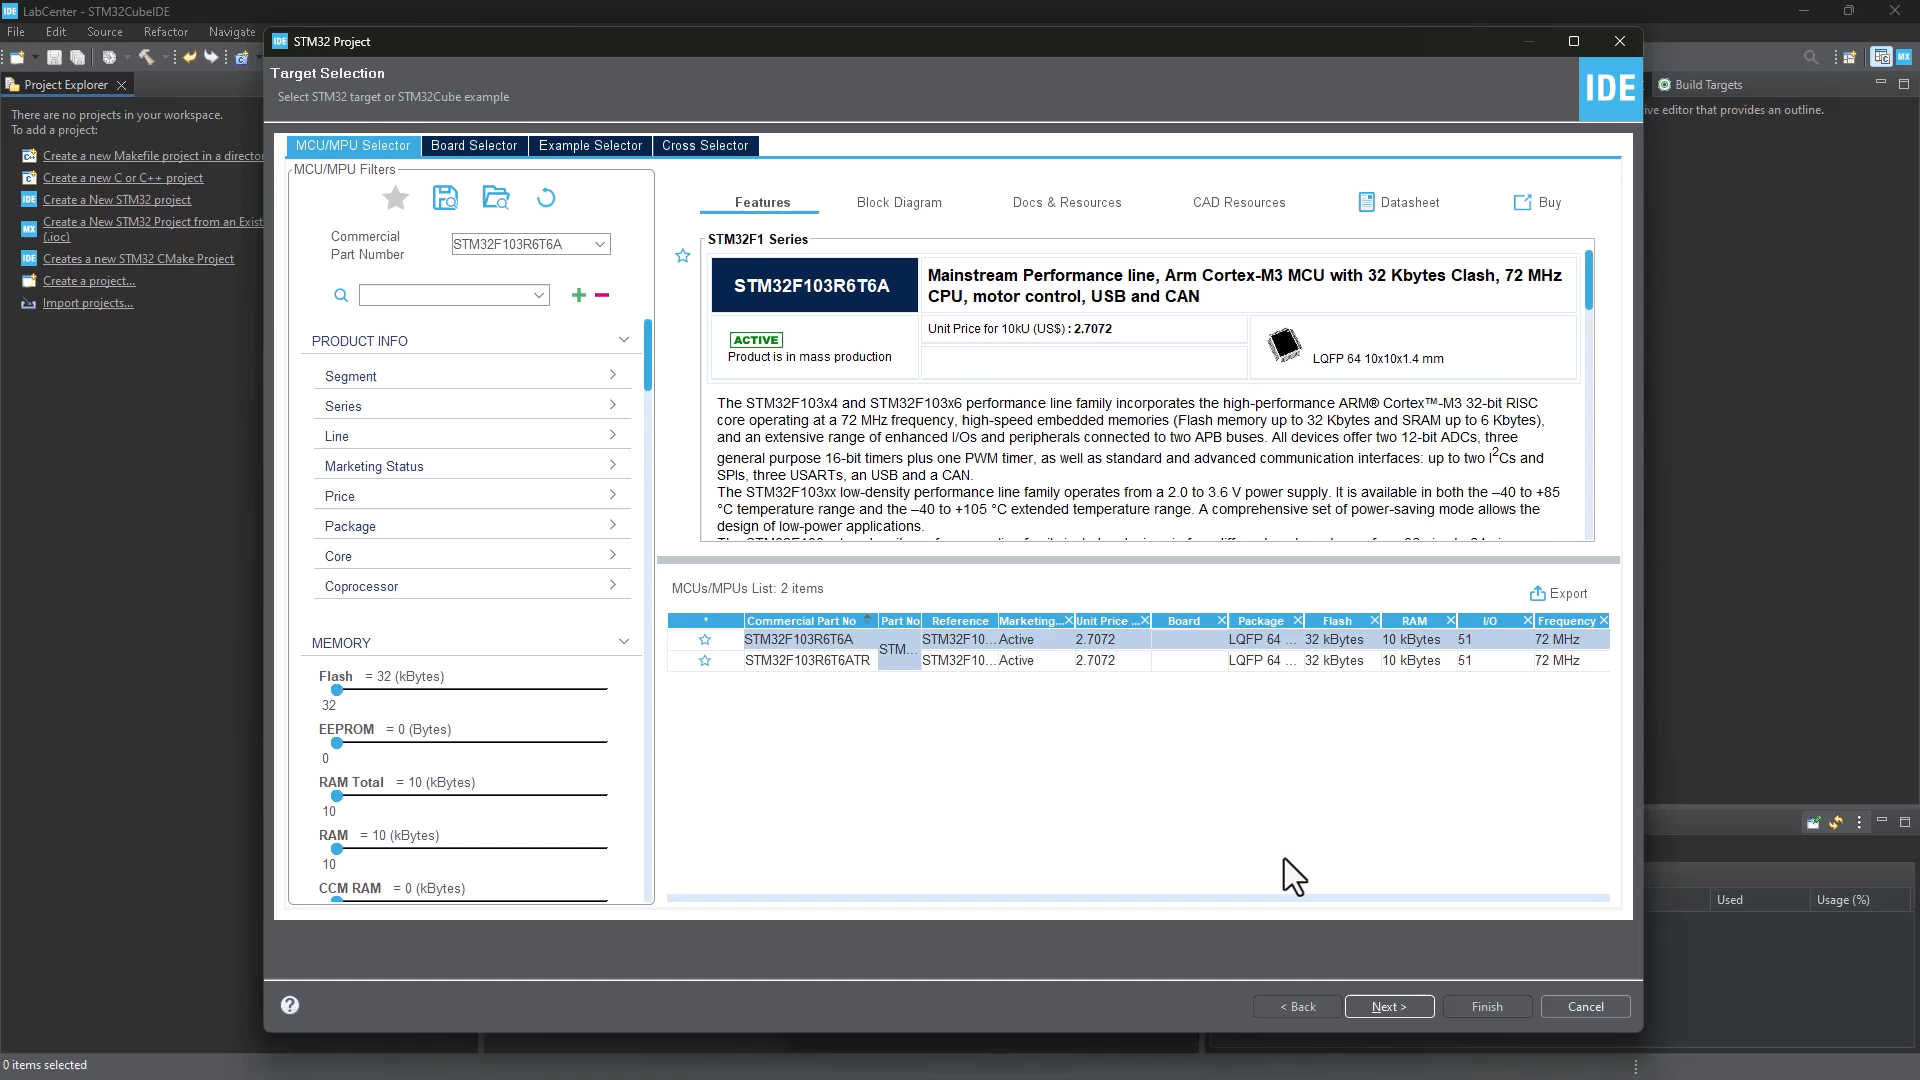 IDE LabCenter - STM32CubeIDE
File Edit Source Refactor Navigate
IDE STM32 Project
Target Selection
Select STM32 target or STM32Cube example
IDE
MX
Project Explorer
Build Targets
There are no projects in your workspace.
To add a project:
Create a new Makefile project in a director
Create a new C or C++ project
IDE Create a New STM32 project
MX Create a New STM32 Project from an Exist
(.ioc)
IDE Creates a new STM32 CMake Project
Create a project...
Import projects...
ive editor that provides an outline.
MCU/MPU Selector Board Selector Example Selector Cross Selector
MCU/MPU Filters
Commercial
Part Number
STM32F103R6T6A
PRODUCT INFO
Segment
Series
Line
Marketing Status
Price
Package
Core
Coprocessor
MEMORY
Flash = 32 (kBytes)
32
EEPROM = 0 (Bytes)
0
RAM Total = 10 (kBytes)
10
RAM = 10 (kBytes)
10
CCM RAM = 0 (kBytes)
Features Block Diagram Docs & Resources CAD Resources Datasheet Buy
STM32F1 Series
STM32F103R6T6A
Mainstream Performance line, Arm Cortex-M3 MCU with 32 Kbytes Clash, 72 MHz
CPU, motor control, USB and CAN
ACTIVE
Product is in mass production
Unit Price for 10kU (US$) : 2.7072
LQFP 64 10x10x1.4 mm
The STM32F103x4 and STM32F103x6 performance line family incorporates the high-performance ARM® Cortex™-M3 32-bit RISC
core operating at a 72 MHz frequency, high-speed embedded memories (Flash memory up to 32 Kbytes and SRAM up to 6 Kbytes),
and an extensive range of enhanced I/Os and peripherals connected to two APB buses. All devices offer two 12-bit ADCs, three
general purpose 16-bit timers plus one PWM timer, as well as standard and advanced communication interfaces: up to two I²Cs and
SPIs, three USARTs, an USB and a CAN.
The STM32F103xx low-density performance line family operates from a 2.0 to 3.6 V power supply. It is available in both the –40 to +85
°C temperature range and the –40 to +105 °C extended temperature range. A comprehensive set of power-saving mode allows the
design of low-power applications.
MCUs/MPUs List: 2 items
Export
* Commercial Part No Part No Reference Marketing... Unit Price ... Board Package Flash RAM I/O Frequency
STM32F103R6T6A STM... STM32F10... Active 2.7072 LQFP 64 ... 32 kBytes 10 kBytes 51 72 MHz
STM32F103R6T6ATR STM32F10... Active 2.7072 LQFP 64 ... 32 kBytes 10 kBytes 51 72 MHz
Used Usage (%)
? < Back Next > Finish Cancel
0 items selected